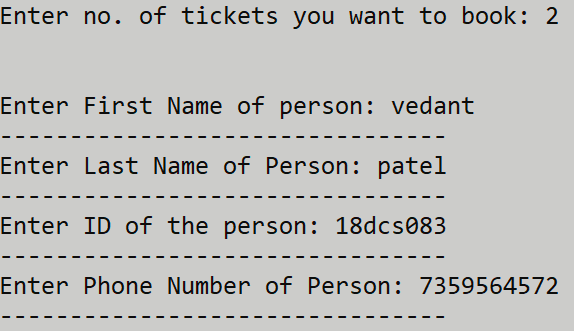 Enter no. of tickets you want to book: 2
Enter First Name of person: vedant
--------------------------------
Enter Last Name of Person: patel
--------------------------------
Enter ID of the person: 18dcs083
--------------------------------
Enter Phone Number of Person: 7359564572
--------------------------------